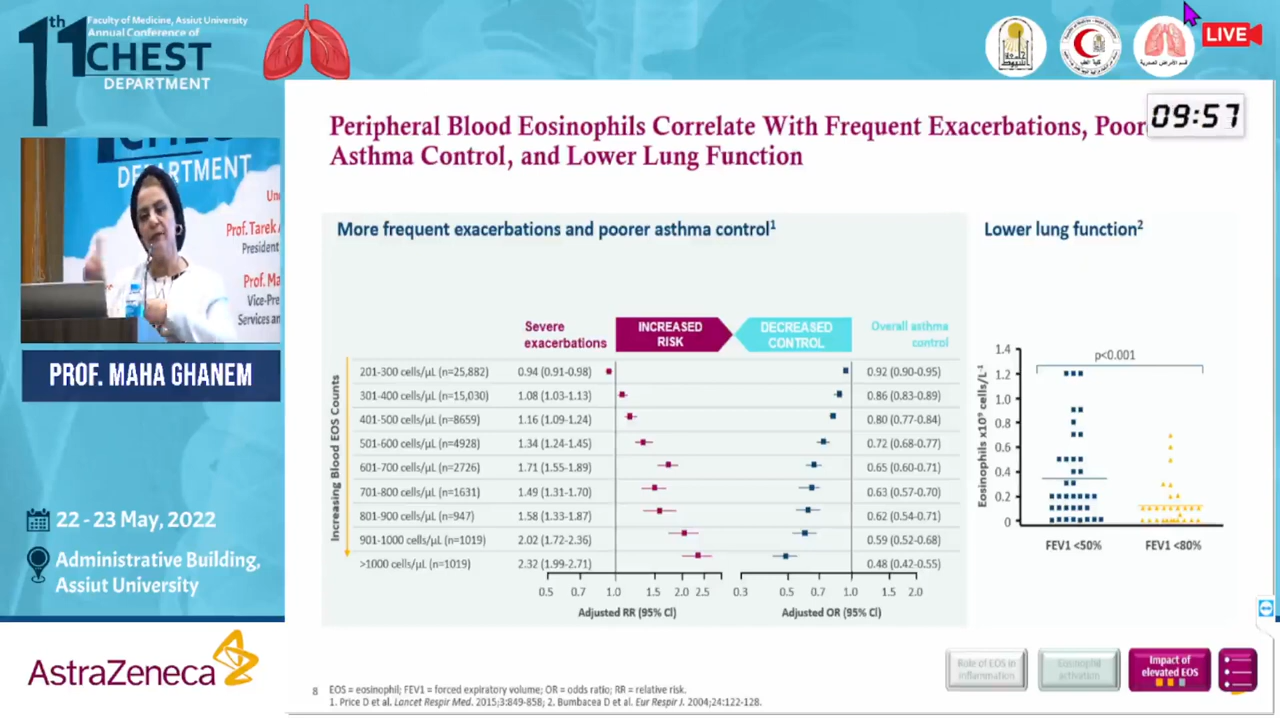 11th
Faculty of Medicine, Assiut University
Annual Conference of
CHEST
DEPARTMENT
LIVE
09:57
CHEST
DEPARTMENT
Prof. Tarek
President
Prof. Ma
Vice-Pre
Services an
PROF. MAHA GHANEM
22 - 23 May, 2022
Administrative Building,
Assiut University
AstraZeneca
Peripheral Blood Eosinophils Correlate With Frequent Exacerbations, Poor
Asthma Control, and Lower Lung Function
More frequent exacerbations and poorer asthma control1
Severe
exacerbations
INCREASED
RISK
DECREASED
CONTROL
Overall asthma
control
Increasing Blood EOS Counts
201-300 cells/µL (n=25,882) 0.94 (0.91-0.98) 0.92 (0.90-0.95)
301-400 cells/µL (n=15,030) 1.08 (1.03-1.13) 0.86 (0.83-0.89)
401-500 cells/µL (n=8659) 1.16 (1.09-1.24) 0.80 (0.77-0.84)
501-600 cells/µL (n=4928) 1.34 (1.24-1.45) 0.72 (0.68-0.77)
601-700 cells/µL (n=2726) 1.71 (1.55-1.89) 0.65 (0.60-0.71)
701-800 cells/µL (n=1631) 1.49 (1.31-1.70) 0.63 (0.57-0.70)
801-900 cells/µL (n=947) 1.58 (1.33-1.87) 0.62 (0.54-0.71)
901-1000 cells/µL (n=1019) 2.02 (1.72-2.36) 0.59 (0.52-0.68)
>1000 cells/µL (n=1019) 2.32 (1.99-2.71) 0.48 (0.42-0.55)
0.5 0.7 1.0 1.5 2.0 2.5 0.3 0.5 0.7 1.0 1.5 2.0
Adjusted RR (95% CI) Adjusted OR (95% CI)
Lower lung function2
p<0.001
Eosinophils x10⁹ cells/L⁻¹
1.4
1.2
1.0
0.8
0.6
0.4
0.2
0
FEV1 <50% FEV1 <80%
Role of EOS in
inflammation
Eosinophil
activation
Impact of
elevated EOS
8
EOS = eosinophil; FEV1 = forced expiratory volume; OR = odds ratio; RR = relative risk.
1. Price D et al. Lancet Respir Med. 2015;3:849-858; 2. Bumbacea D et al. Eur Respir J. 2004;24:122-128.